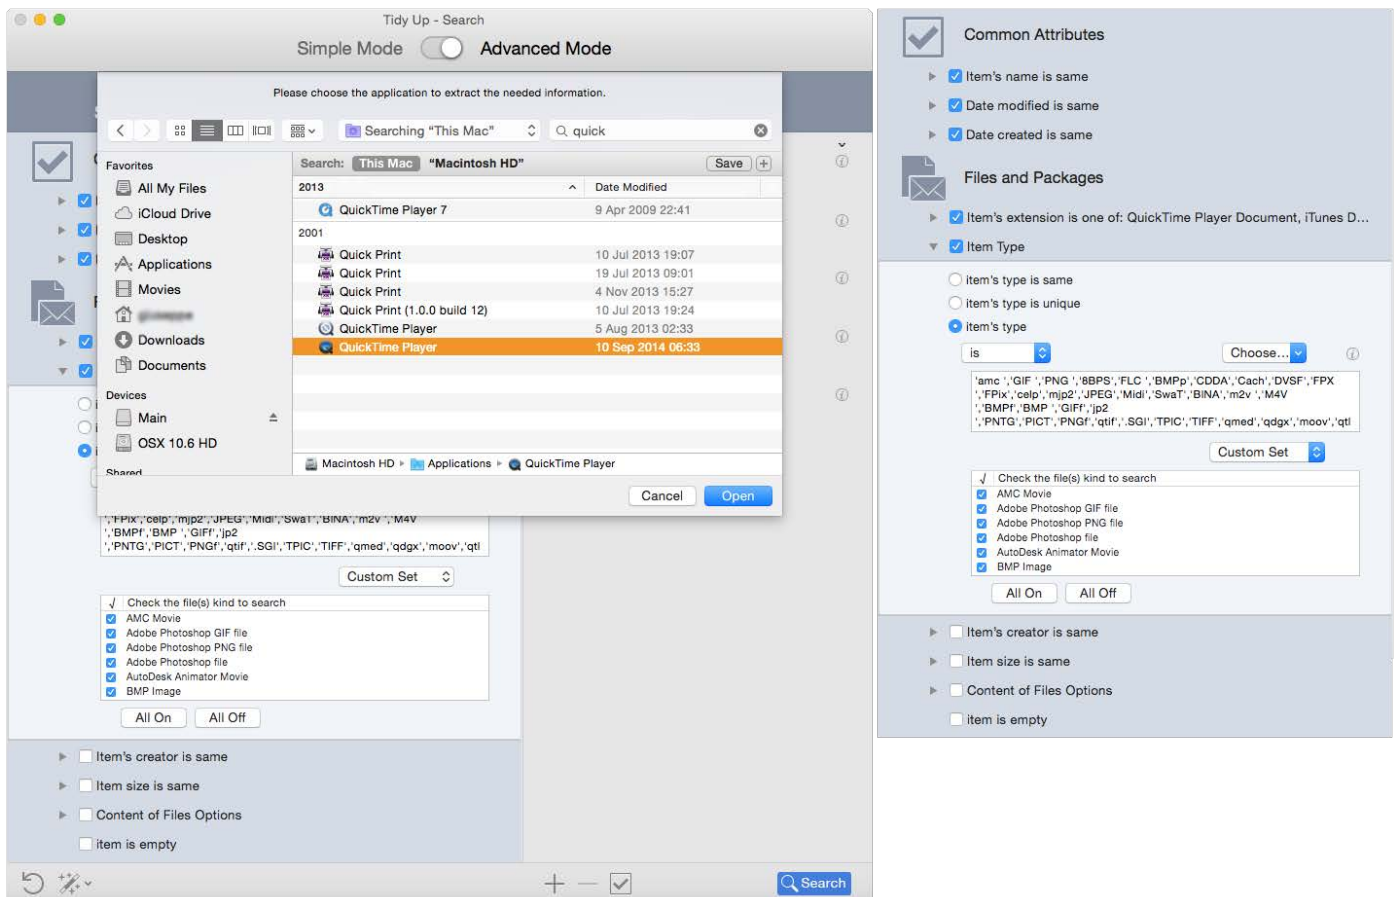 Tidy Up - Search
Simple Mode
Advanced Mode
Please choose the application to extract the needed information.
Searching "This Mac"
quick
Favorites
All My Files
iCloud Drive
Desktop
Applications
Movies
Downloads
Documents
Devices
Main
OSX 10.6 HD
Shared
Search: This Mac "Macintosh HD"
Save
2013
Date Modified
QuickTime Player 7
9 Apr 2009 22:41
2001
Quick Print
10 Jul 2013 19:07
Quick Print
19 Jul 2013 09:01
Quick Print
4 Nov 2013 15:27
Quick Print (1.0.0 build 12)
10 Jul 2013 19:24
QuickTime Player
5 Aug 2013 02:33
QuickTime Player
10 Sep 2014 06:33
Macintosh HD
Applications
QuickTime Player
Cancel
Open
','FPix','celp','mjp2','JPEG','Midi','SwaT','BINA','m2v ','M4V
','BMPf','BMP ','GIFf','jp2
','PNTG','PICT','PNGf','qtif','.SGI','TPIC','TIFF','qmed','qdgx','moov','qtl
Custom Set
√ Check the file(s) kind to search
AMC Movie
Adobe Photoshop GIF file
Adobe Photoshop PNG file
Adobe Photoshop file
AutoDesk Animator Movie
BMP Image
All On
All Off
Item's creator is same
Item size is same
Content of Files Options
item is empty
Search
Common Attributes
Item's name is same
Date modified is same
Date created is same
Files and Packages
Item's extension is one of: QuickTime Player Document, iTunes D...
Item Type
item's type is same
item's type is unique
item's type
is
Choose...
'amc ','GIF ','PNG ','8BPS','FLC ','BMPp','CDDA','Cach','DVSF','FPX
','FPix','celp','mjp2','JPEG','Midi','SwaT','BINA','m2v ','M4V
','BMPf','BMP ','GIFf','jp2
','PNTG','PICT','PNGf','qtif','.SGI','TPIC','TIFF','qmed','qdgx','moov','qtl
Custom Set
√ Check the file(s) kind to search
AMC Movie
Adobe Photoshop GIF file
Adobe Photoshop PNG file
Adobe Photoshop file
AutoDesk Animator Movie
BMP Image
All On
All Off
Item's creator is same
Item size is same
Content of Files Options
item is empty